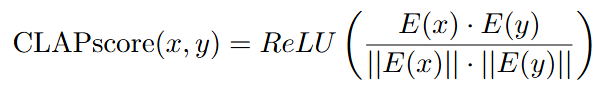 CLAPscore(x, y) = ReLU ( E(x) · E(y) / ||E(x)|| · ||E(y)|| )